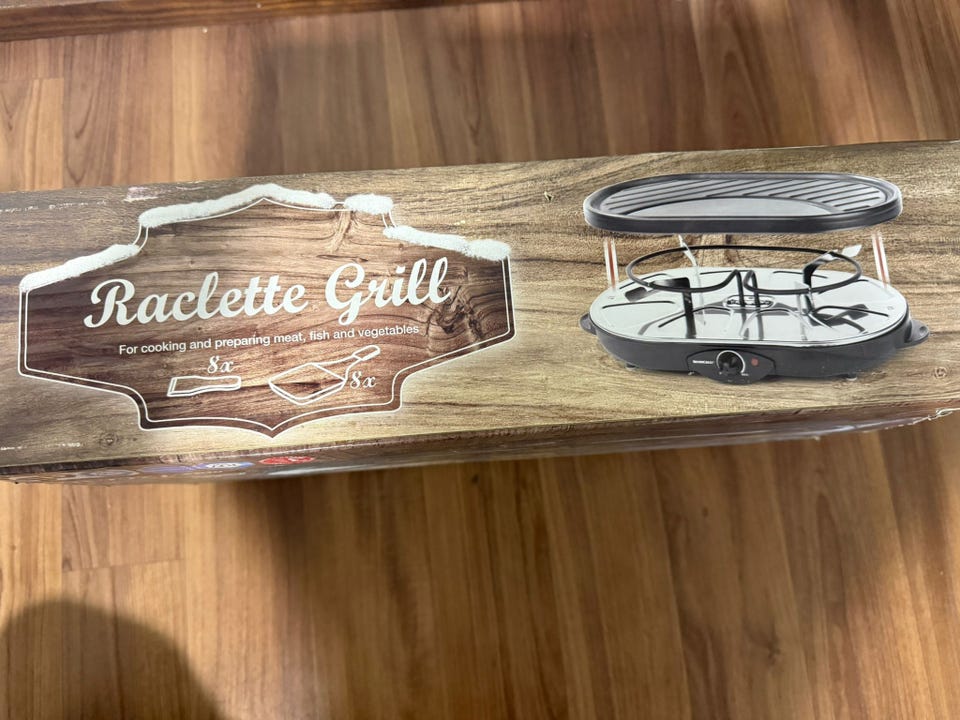 Raclette Grill
For cooking and preparing meat, fish and vegetables
8x
8x